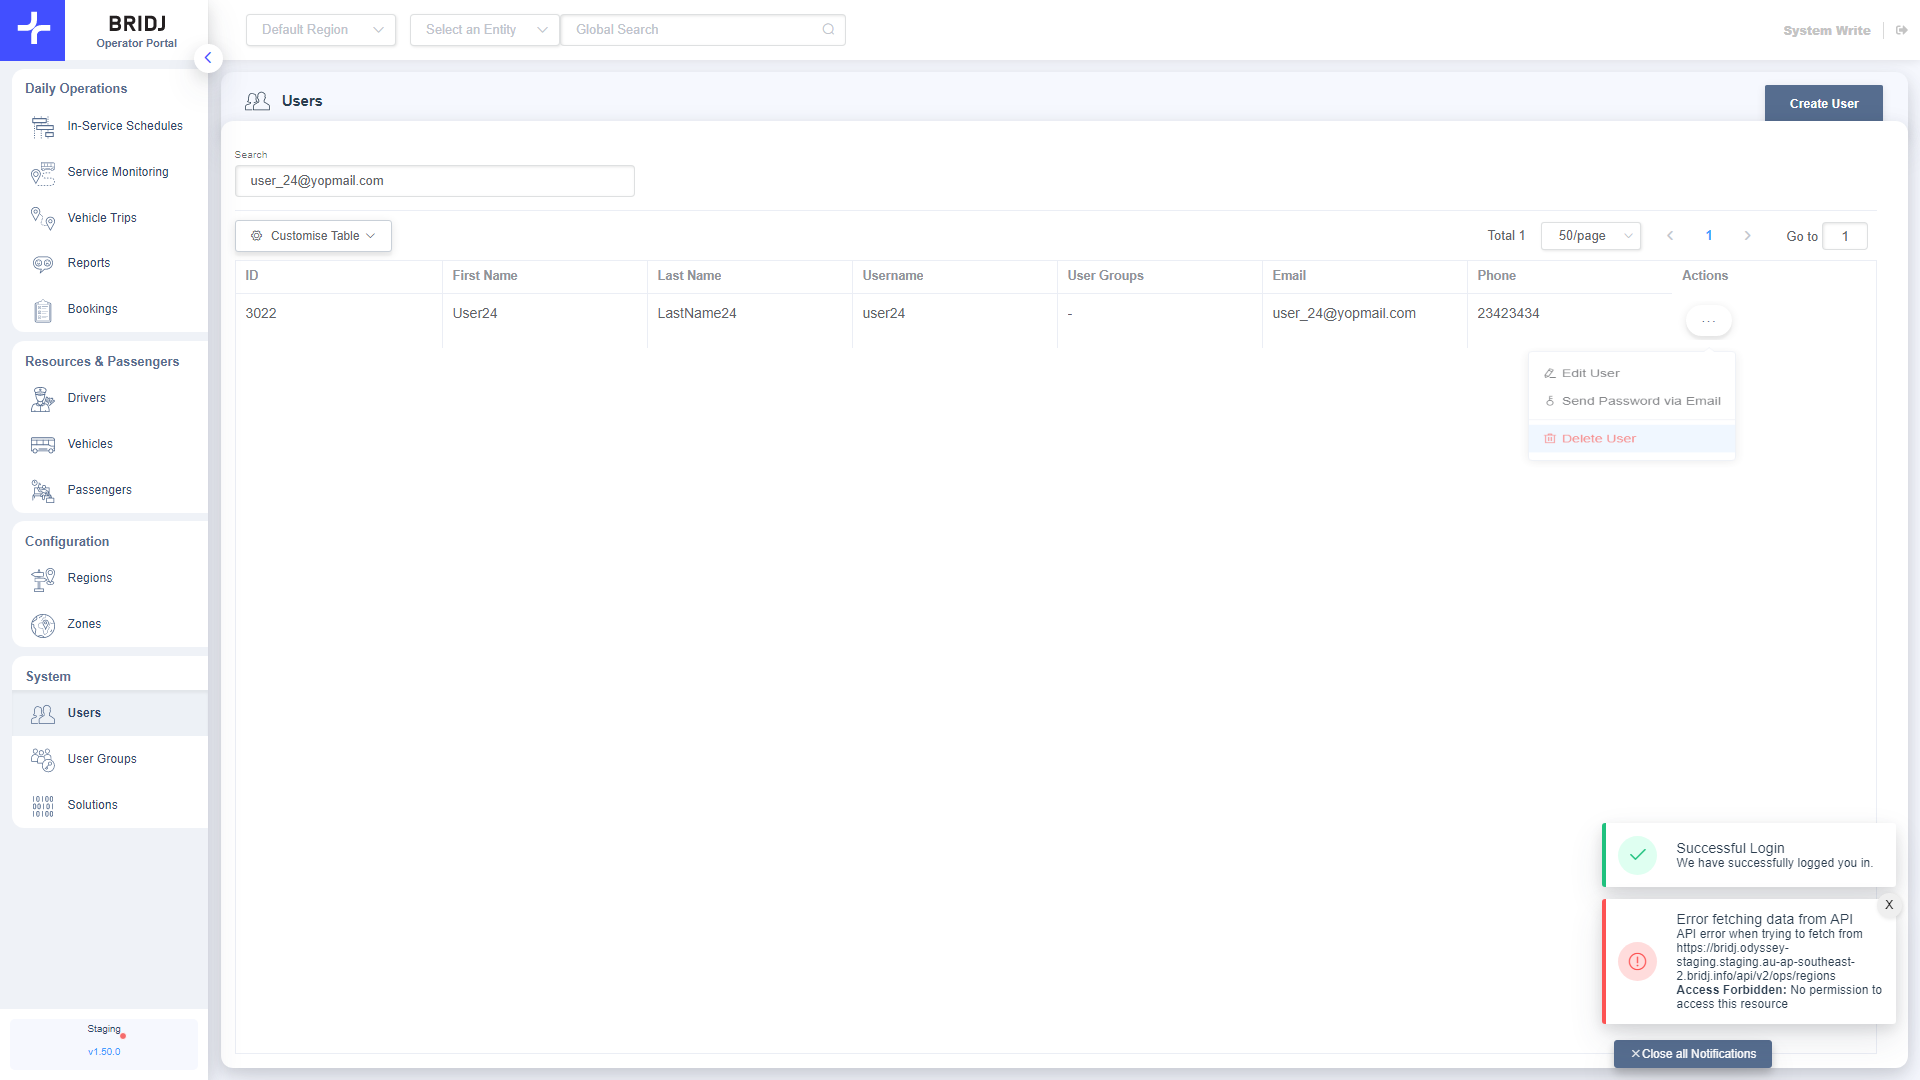 BRIDJ
Operator Portal
Default Region
Select an Entity
Global Search
System Write
Daily Operations
In-Service Schedules
Service Monitoring
Vehicle Trips
Reports
Bookings
Resources & Passengers
Drivers
Vehicles
Passengers
Configuration
Regions
Zones
System
Users
User Groups
Solutions
Staging
v1.50.0
Users
Create User
Search
user_24@yopmail.com
Customise Table
Total 1
50/page
1
Go to
1
ID First Name Last Name Username User Groups Email Phone Actions
3022 User24 LastName24 user24 - user_24@yopmail.com 23423434 ...
Edit User
Send Password via Email
Delete User
Successful Login
We have successfully logged you in.
X
Error fetching data from API
API error when trying to fetch from
https://bridj.odyssey-
staging.staging.au-ap-southeast-
2.bridj.info/api/v2/ops/regions
Access Forbidden: No permission to
access this resource
✕Close all Notifications